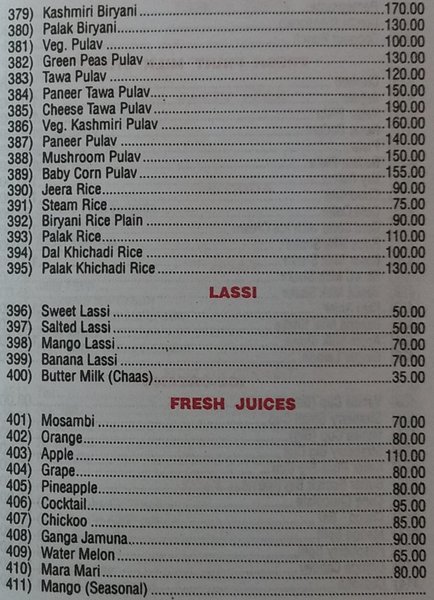 379) Kashmiri Biryani 170.00
380) Palak Biryani 130.00
381) Veg. Pulav 100.00
382) Green Peas Pulav 130.00
383) Tawa Pulav 120.00
384) Paneer Tawa Pulav 150.00
385) Cheese Tawa Pulav 190.00
386) Veg. Kashmiri Pulav 160.00
387) Paneer Pulav 140.00
388) Mushroom Pulav 150.00
389) Baby Corn Pulav 155.00
390) Jeera Rice 90.00
391) Steam Rice 75.00
392) Biryani Rice Plain 90.00
393) Palak Rice 110.00
394) Dal Khichadi Rice 100.00
395) Palak Khichadi Rice 130.00
LASSI
396) Sweet Lassi 50.00
397) Salted Lassi 50.00
398) Mango Lassi 70.00
399) Banana Lassi 70.00
400) Butter Milk (Chaas) 35.00
FRESH JUICES
401) Mosambi 70.00
402) Orange 80.00
403) Apple 110.00
404) Grape 80.00
405) Pineapple 80.00
406) Cocktail 95.00
407) Chickoo 85.00
408) Ganga Jamuna 90.00
409) Water Melon 65.00
410) Mara Mari 80.00
411) Mango (Seasonal)